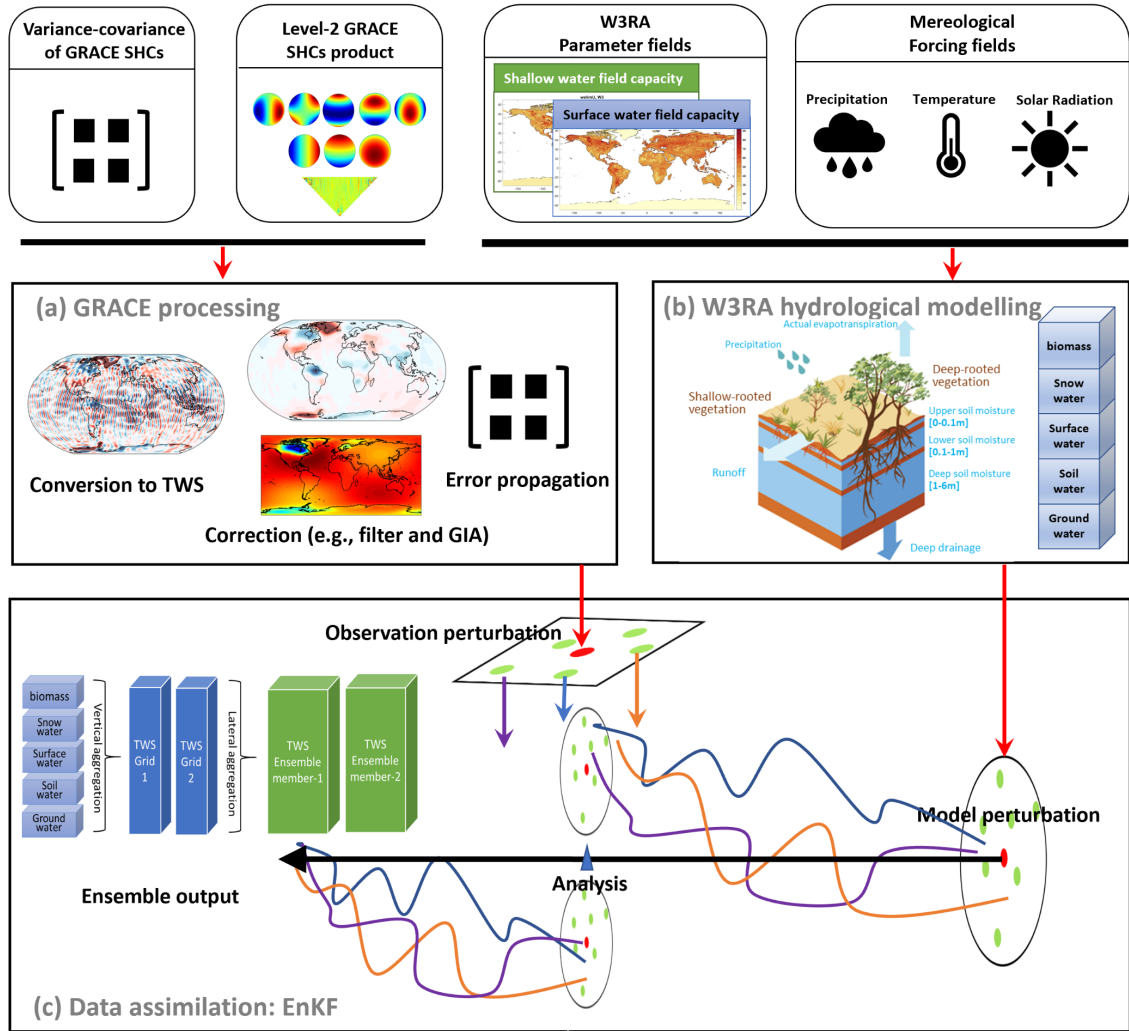 Variance-covariance
of GRACE SHCs
Level-2 GRACE
SHCs product
W3RA
Parameter fields
Shallow water field capacity
Surface water field capacity
Mereological
Forcing fields
Precipitation
Temperature
Solar Radiation
(a) GRACE processing
Conversion to TWS
Correction (e.g., filter and GIA)
Error propagation
(b) W3RA hydrological modelling
Actual evapotranspiration
Precipitation
Deep-rooted
vegetation
Shallow-rooted
vegetation
Upper soil moisture
[0-0.1m]
Lower soil moisture
[0.1-1m]
Deep soil moisture
[1-6m]
Runoff
Deep drainage
biomass
Snow
water
Surface
water
Soil
water
Ground
water
Observation perturbation
biomass
Snow
water
Surface
water
Soil
water
Ground
water
Vertical aggregation
TWS
Grid
1
TWS
Grid
2
Lateral aggregation
TWS
Ensemble
member-1
TWS
Ensemble
member-2
Model perturbation
Ensemble output
Analysis
(c) Data assimilation: EnKF